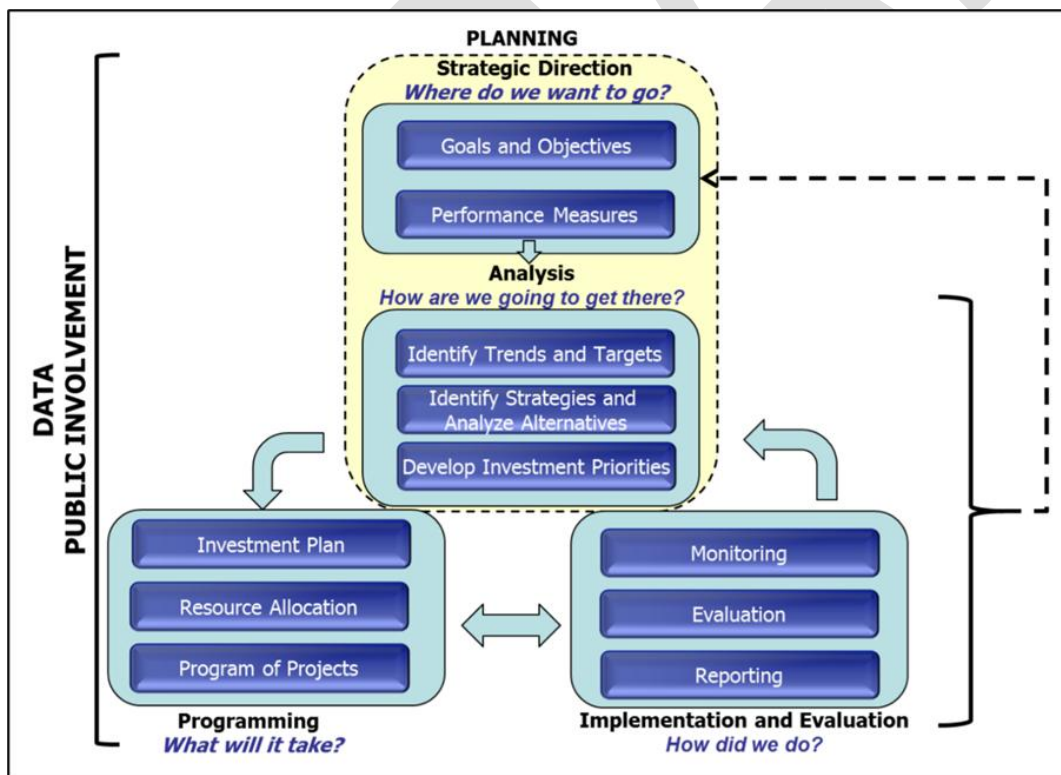 PLANNING
Strategic Direction
Where do we want to go?
Goals and Objectives
Performance Measures
Analysis
How are we going to get there?
Identify Trends and Targets
Identify Strategies and
Analyze Alternatives
Develop Investment Priorities
DATA
PUBLIC INVOLVEMENT
Investment Plan
Resource Allocation
Program of Projects
Programming
What will it take?
Monitoring
Evaluation
Reporting
Implementation and Evaluation
How did we do?